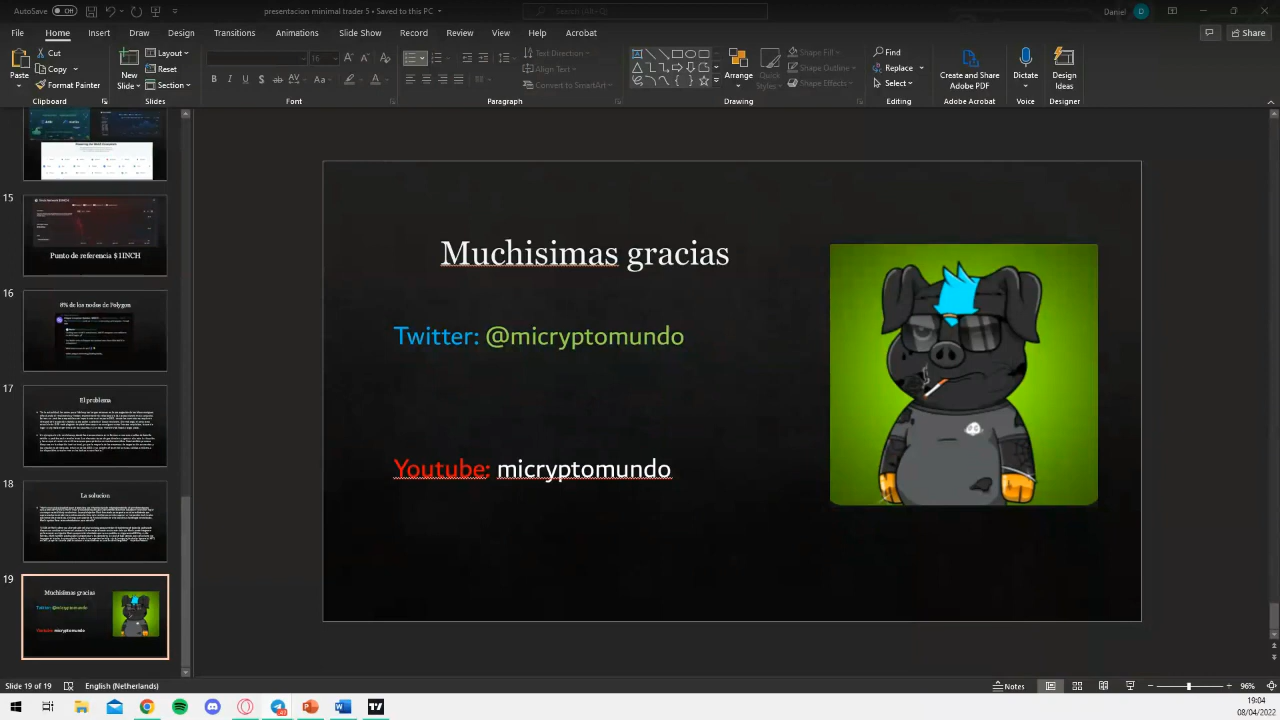 AutoSave Off
presentacion minimal trader 5 • Saved to this PC
Search (Alt+Q)
Daniel D
File Home Insert Draw Design Transitions Animations Slide Show Record Review View Help Acrobat
Share
Paste
Cut
Copy
Format Painter
Clipboard
New Slide
Layout
Reset
Section
Slides
16
Font
Text Direction
Align Text
Convert to SmartArt
Paragraph
Arrange
Quick Styles
Shape Fill
Shape Outline
Shape Effects
Drawing
Find
Replace
Select
Editing
Create and Share Adobe PDF
Adobe Acrobat
Dictate
Voice
Design Ideas
Designer
15
Punto de referencia $1INCH
16
8% de los nodos de Polygon
17
El problema
18
La solucion
19
Muchisimas gracias
Twitter: @micryptomundo
Youtube: micryptomundo
Muchisimas gracias
Twitter: @micryptomundo
Youtube: micryptomundo
Slide 19 of 19
English (Netherlands)
Notes
96%
19:04
08/04/2022